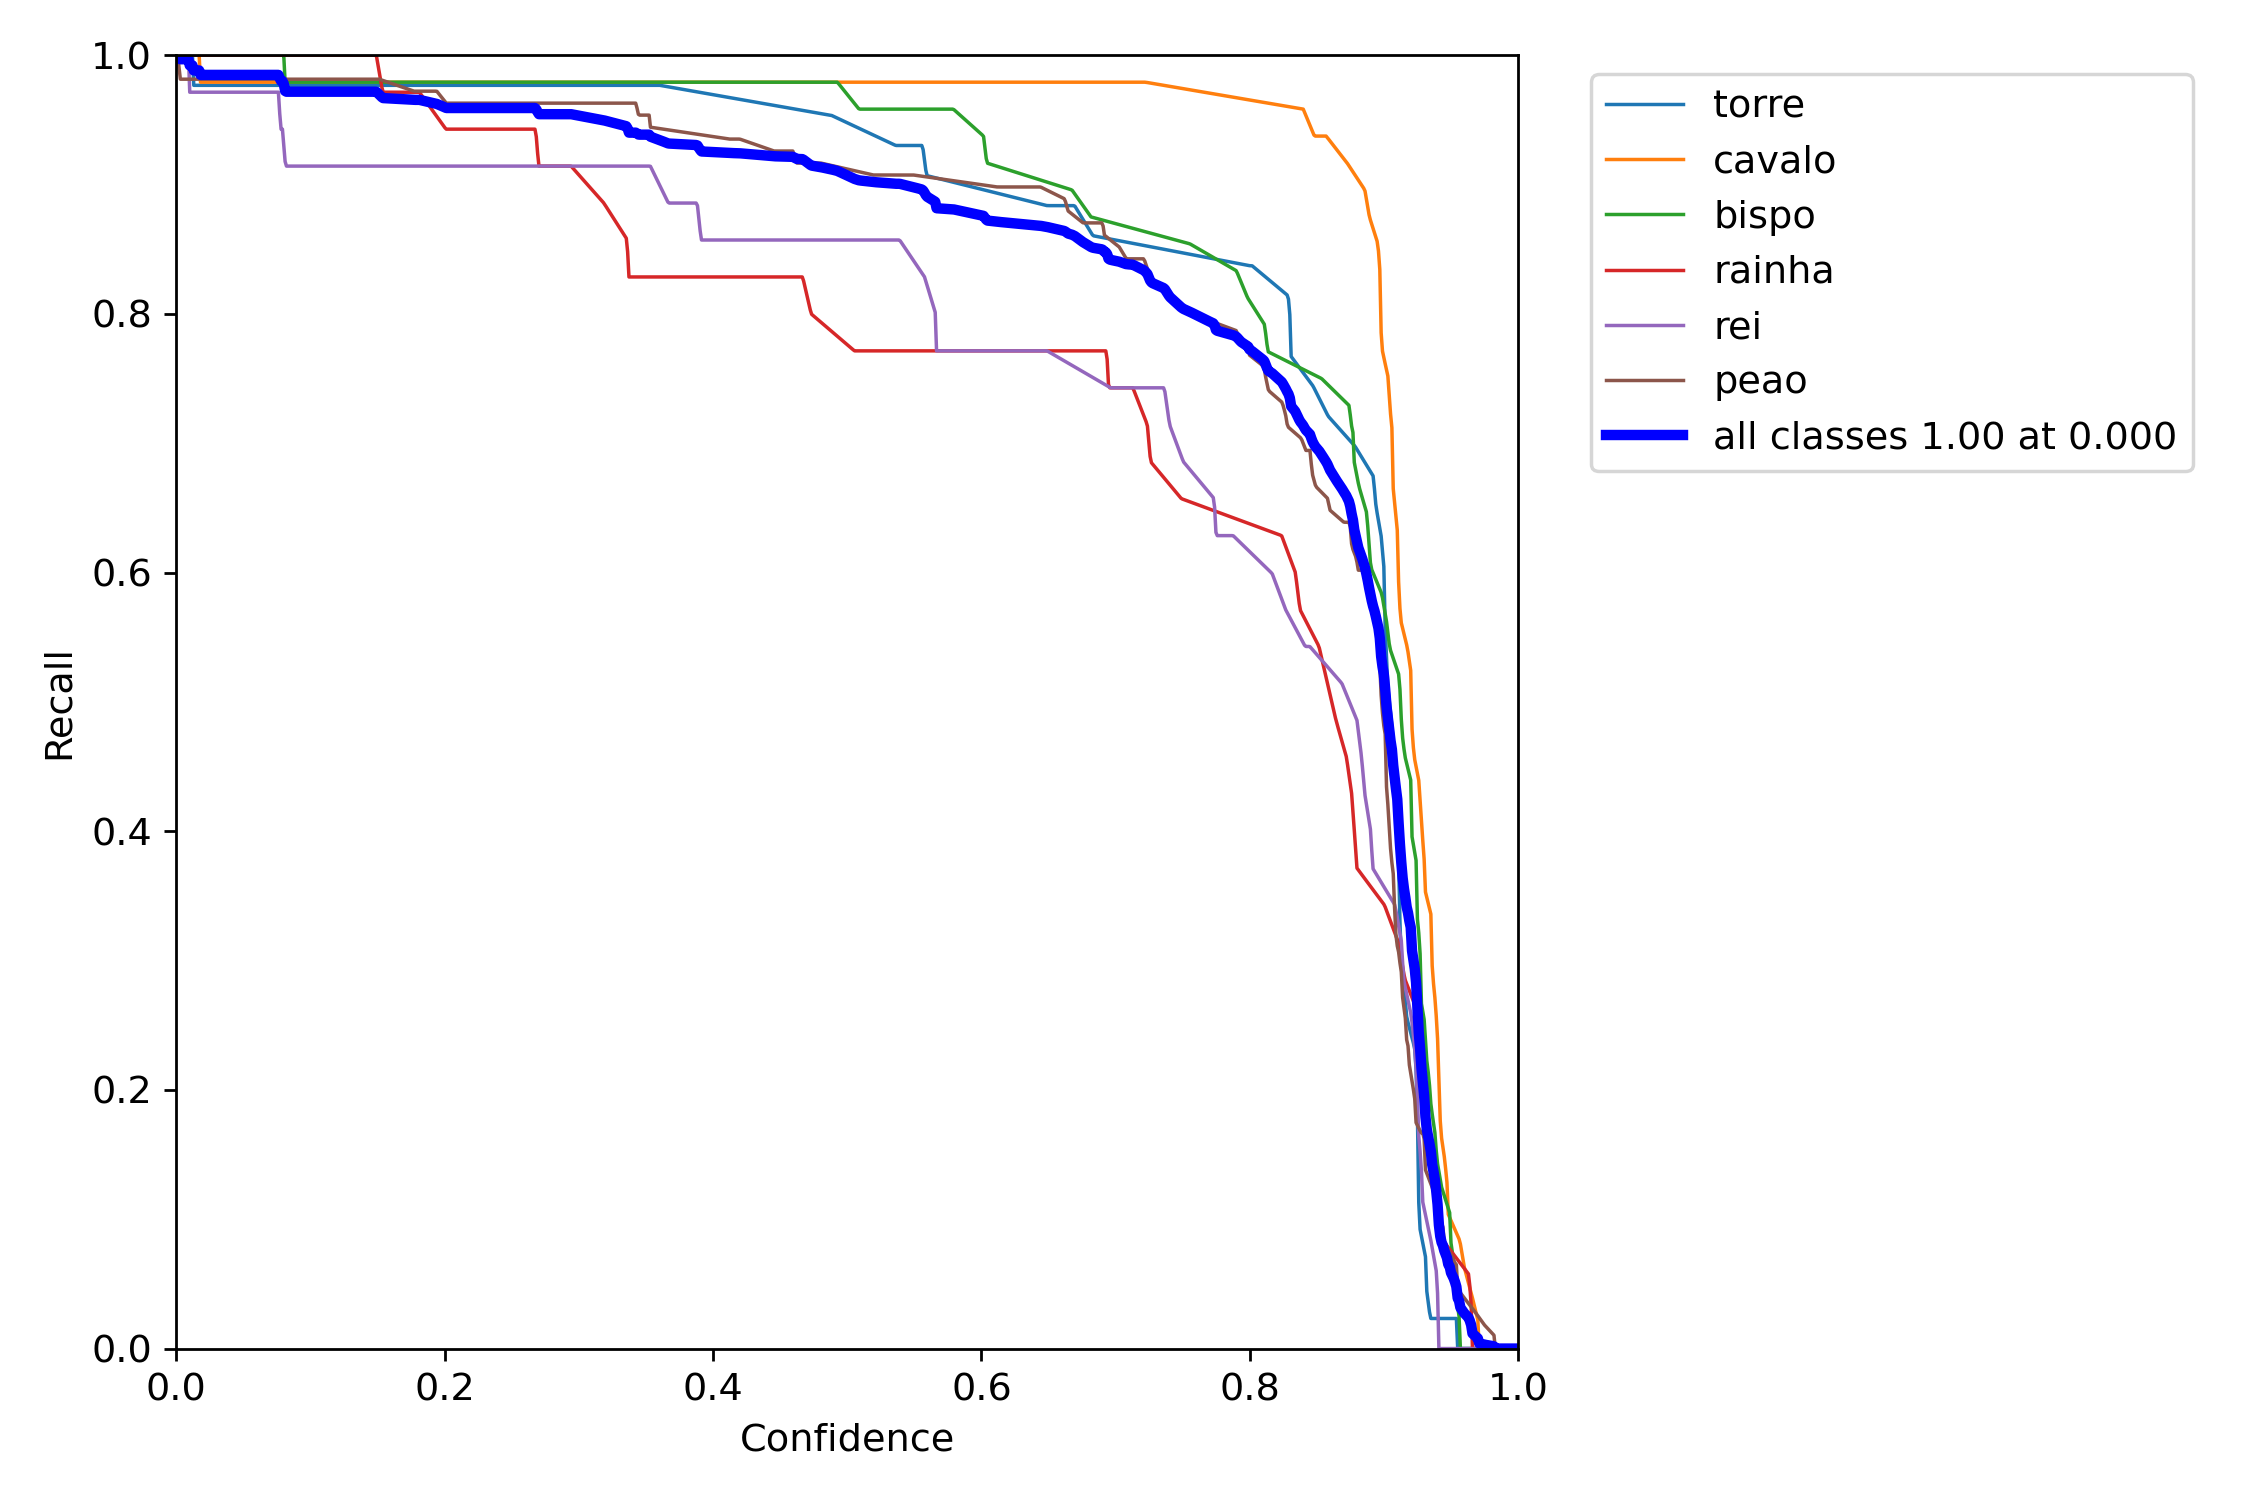 1.0
0.8
0.6
0.4
0.2
0.0
0.0 0.2 0.4 0.6 0.8 1.0
Recall
Confidence
torre
cavalo
bispo
rainha
rei
peao
all classes 1.00 at 0.000